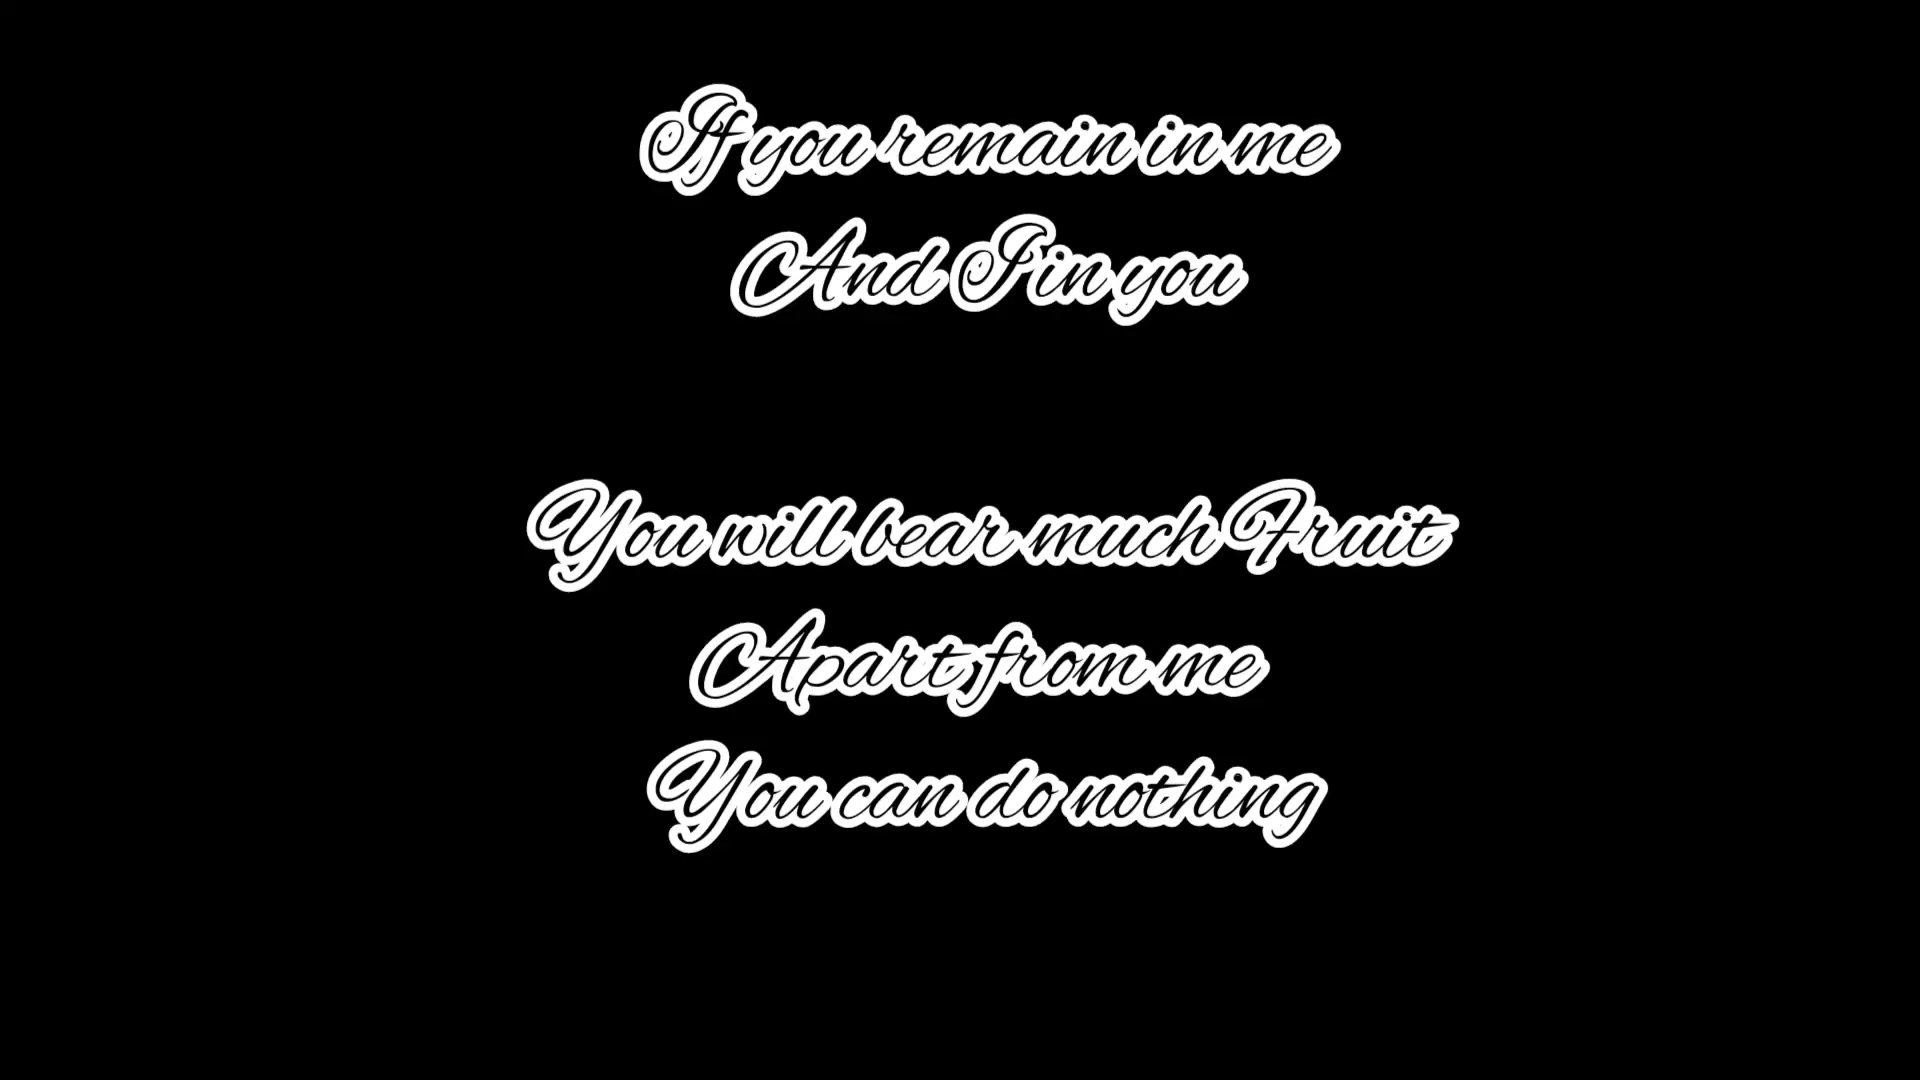 If you remain in me
And I in you
You will bear much Fruit
Apart from me
You can do nothing